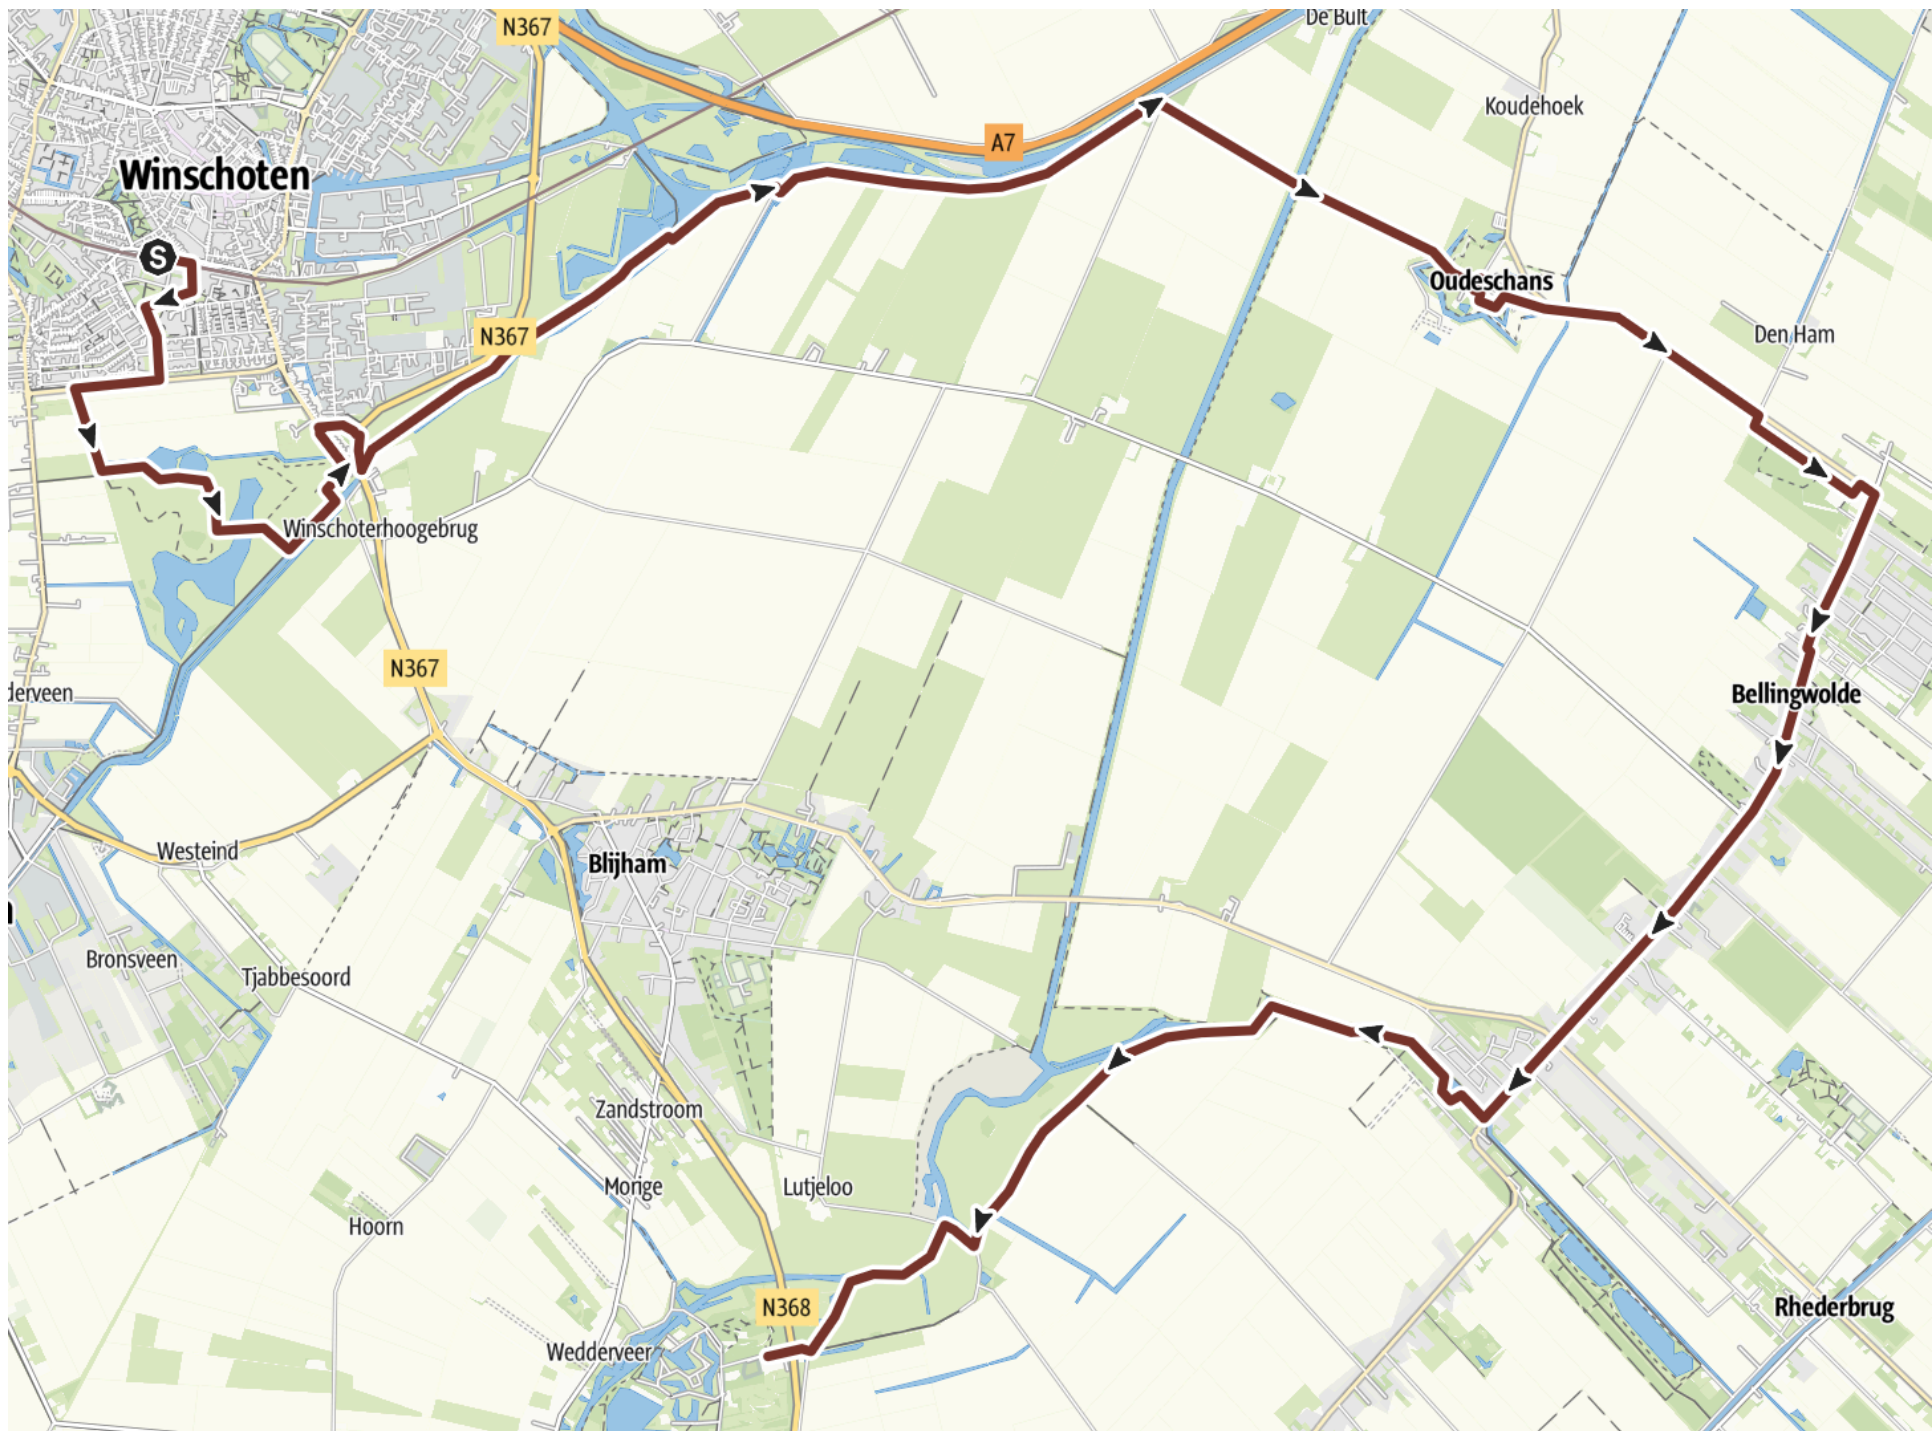 N367
De Bult
Koudehoek
A7
Winschoten
S
Oudeschans
N367
Den Ham
Winschoterhoogebrug
N367
derveen
Bellingwolde
Westeind
Blijham
Bronsveen
Tjabbesoord
Zandstroom
Morige
Lutjeloo
Hoorn
N368
Rhederbrug
Wedderveer